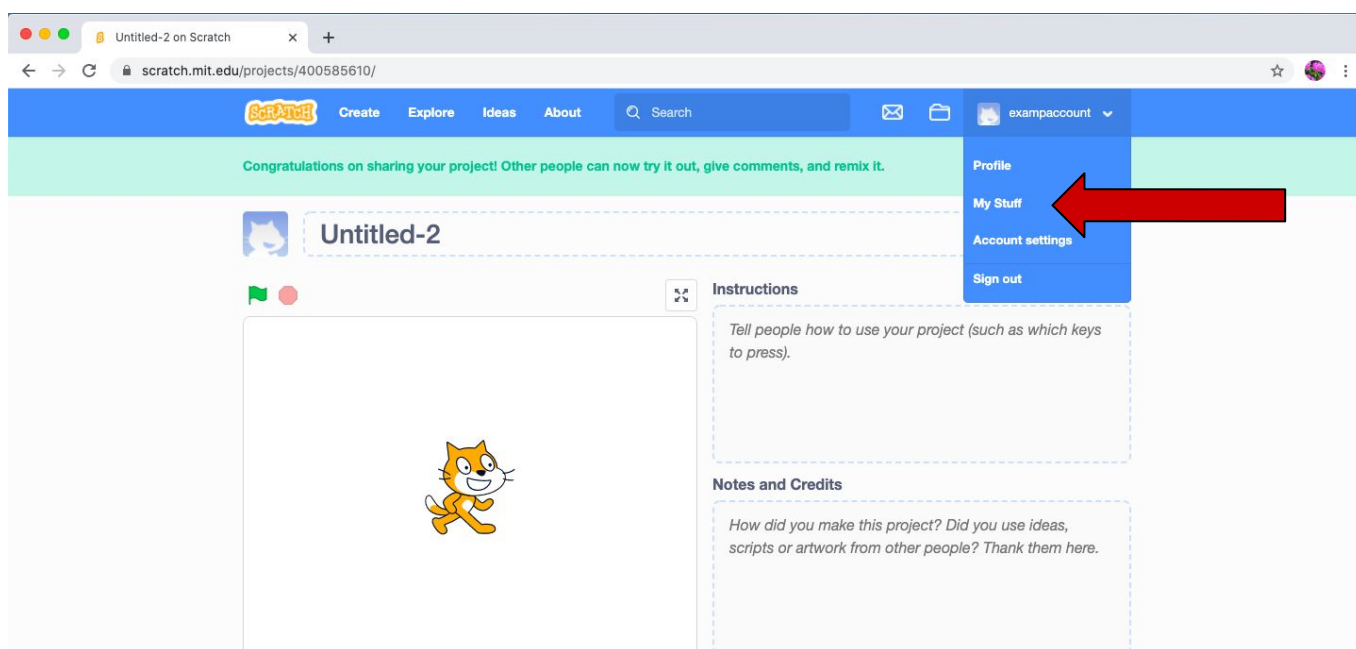 Untitled-2 on Scratch
scratch.mit.edu/projects/400585610/
SCRATCH Create Explore Ideas About Search exampaccount
Congratulations on sharing your project! Other people can now try it out, give comments, and remix it.
Profile
My Stuff
Account settings
Sign out
Untitled-2
Instructions
Tell people how to use your project (such as which keys
to press).
Notes and Credits
How did you make this project? Did you use ideas,
scripts or artwork from other people? Thank them here.